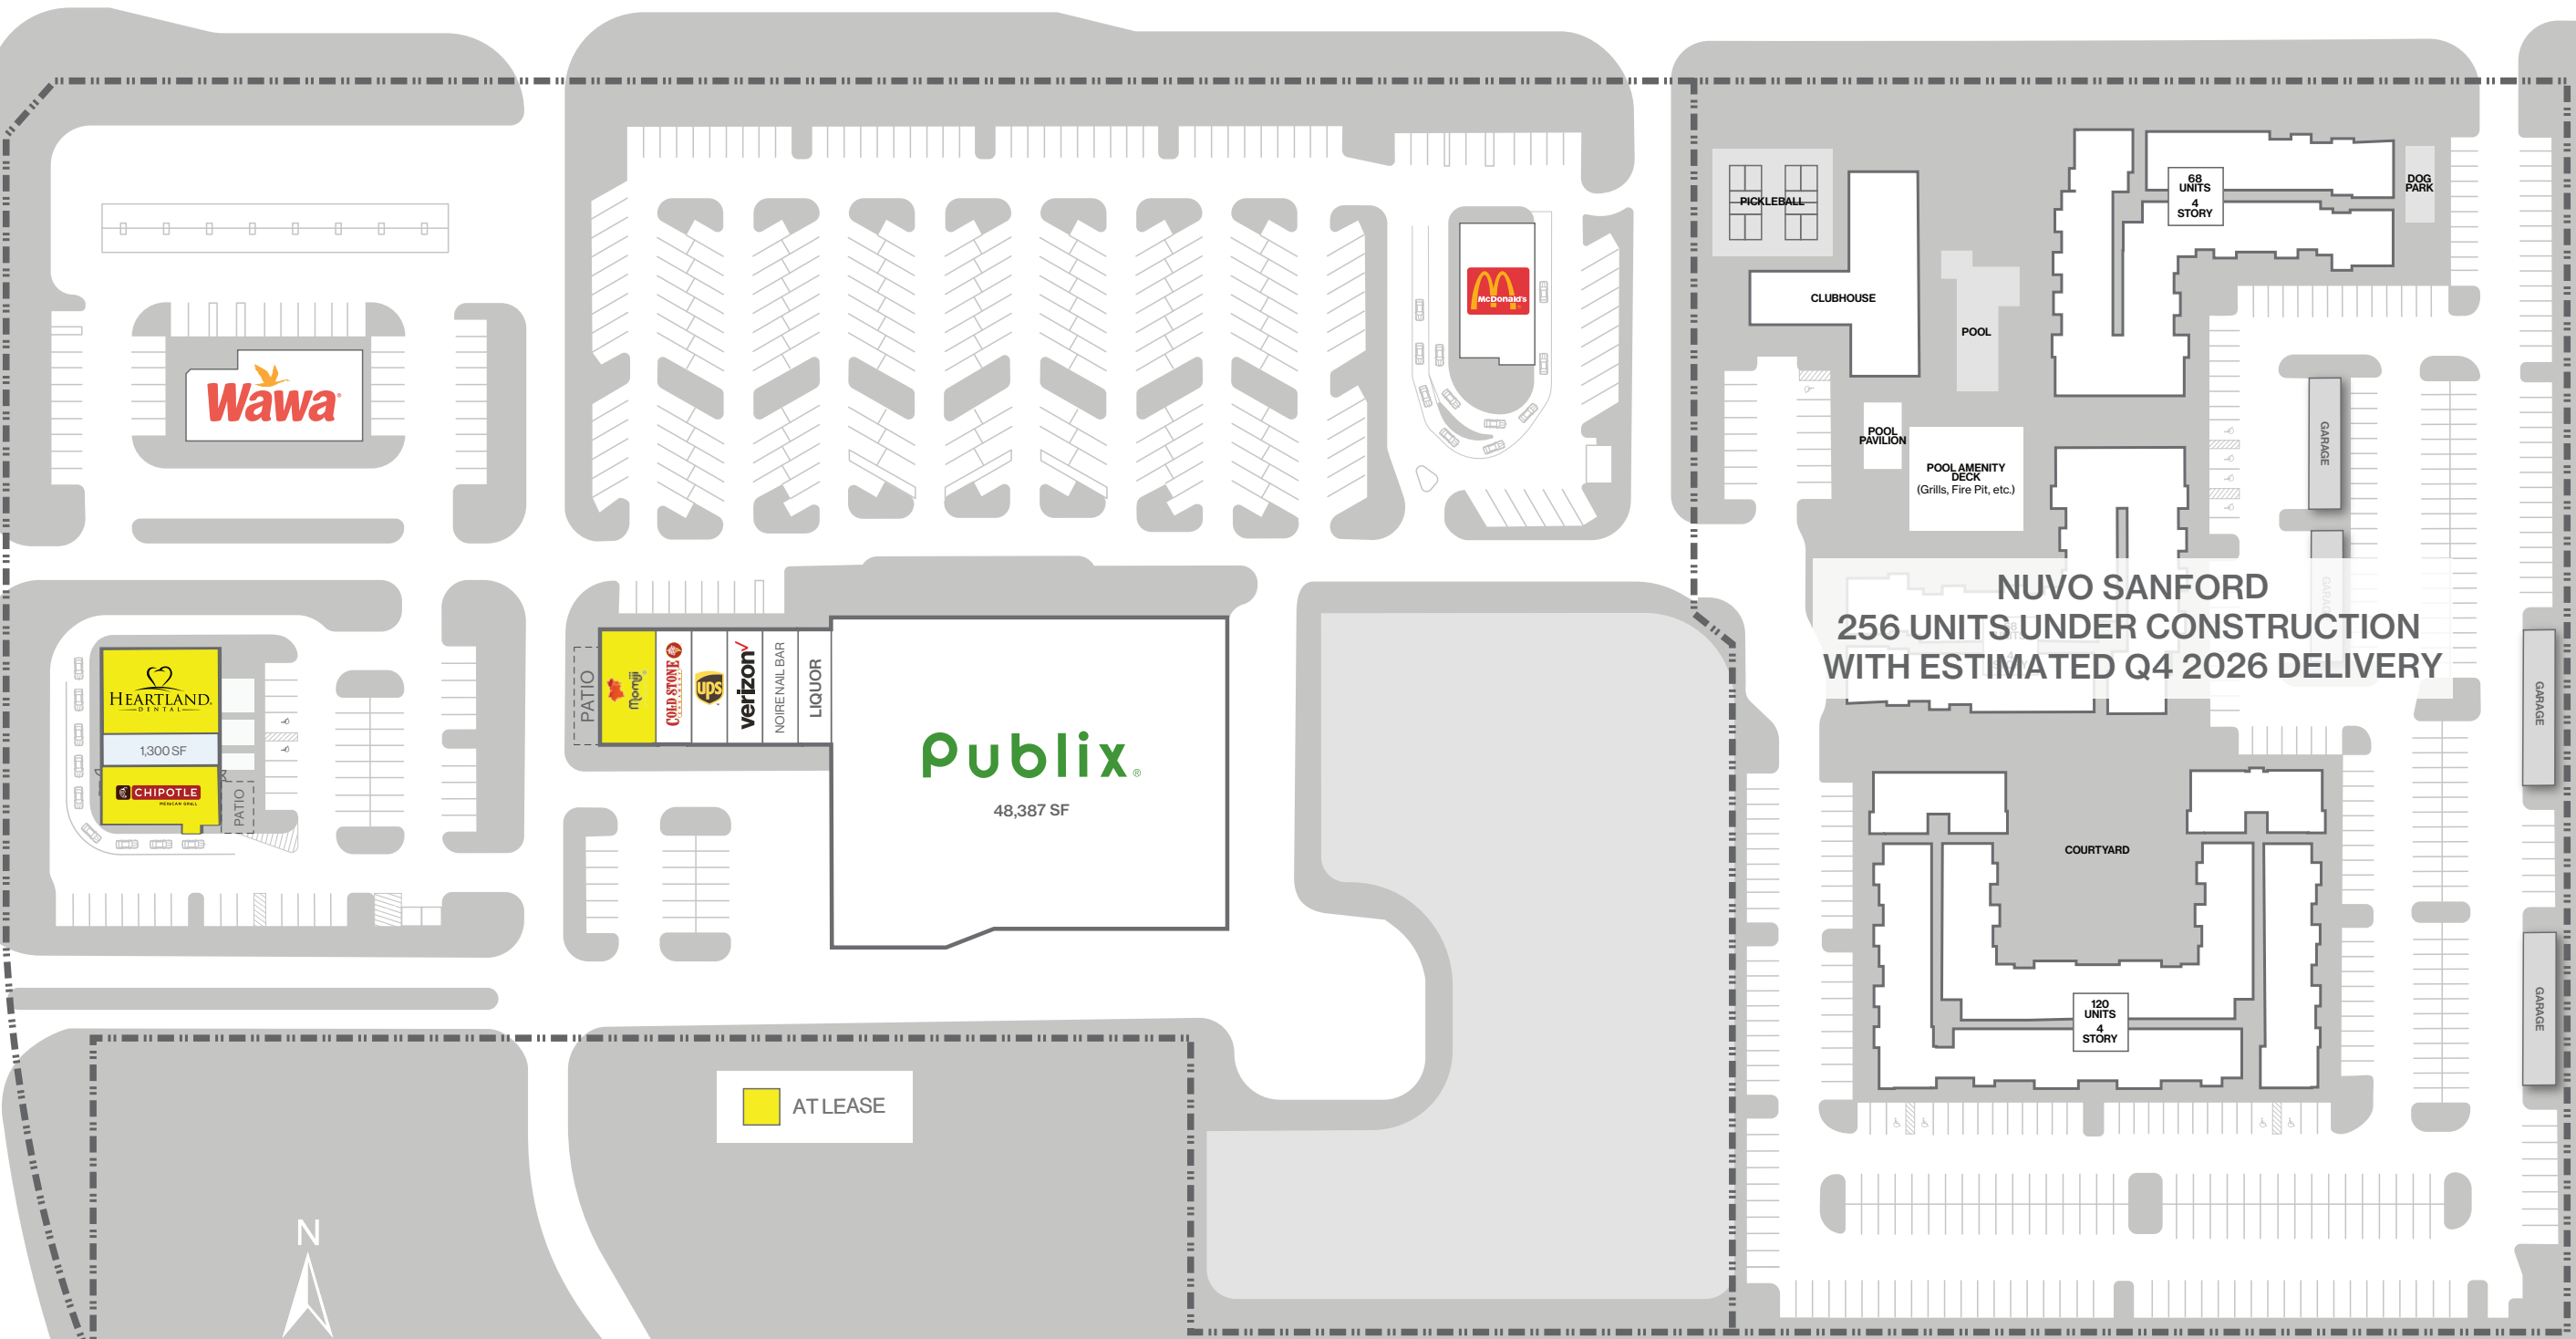 PICKLEBALL
CLUBHOUSE
POOL
POOL
PAVILION
POOL AMENITY
DECK
(Grills, Fire Pit, etc.)
68
UNITS
4
STORY
DOG
PARK
GARAGE
McDonald's
Wawa
NUVO SANFORD
256 UNITS UNDER CONSTRUCTION
WITH ESTIMATED Q4 2026 DELIVERY
GARAGE
GARAGE
HEARTLAND.
DENTAL
1,300 SF
CHIPOTLE
MEXICAN GRILL
PATIO
PATIO
Momiji
COLD STONE
CREAMERY
ups
verizon
NOIRE NAIL BAR
LIQUOR
Publix®
48,387 SF
COURTYARD
120
UNITS
4
STORY
GARAGE
AT LEASE
N